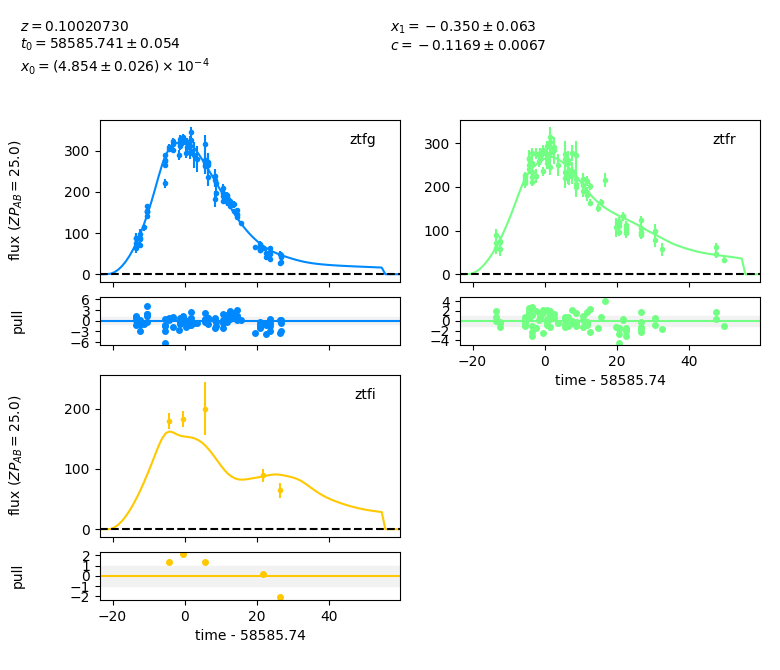 z = 0.10020730
t₀ = 58585.741 ± 0.054
x₀ = (4.854 ± 0.026) × 10⁻⁴
x₁ = −0.350 ± 0.063
c = −0.1169 ± 0.0067
flux (ZP_AB = 25.0)
ztfg
300
200
100
0
pull
6
3
0
−3
−6
ztfr
300
200
100
0
4
2
0
−2
−4
−20 0 20 40
time - 58585.74
flux (ZP_AB = 25.0)
ztfi
200
100
0
pull
2
1
0
−1
−2
−20 0 20 40
time - 58585.74